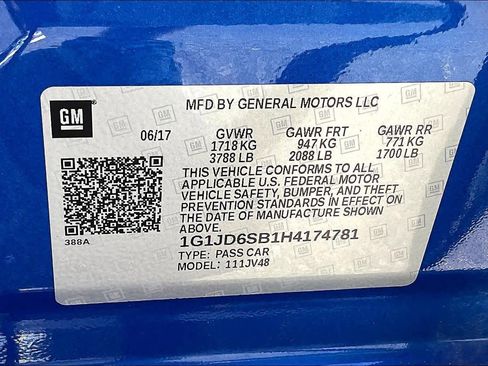 GM
MFD BY GENERAL MOTORS LLC
06/17 GVWR GAWR FRT GAWR RR
1718 KG 947 KG 771 KG
3788 LB 2088 LB 1700 LB
THIS VEHICLE CONFORMS TO ALL
APPLICABLE U.S. FEDERAL MOTOR
VEHICLE SAFETY, BUMPER, AND THEFT
PREVENTION STANDARDS IN EFFECT ON
THE DATE OF MANUFACTURE SHOWN
ABOVE.
388A
1G1JD6SB1H4174781
TYPE: PASS CAR
MODEL: 111JV48